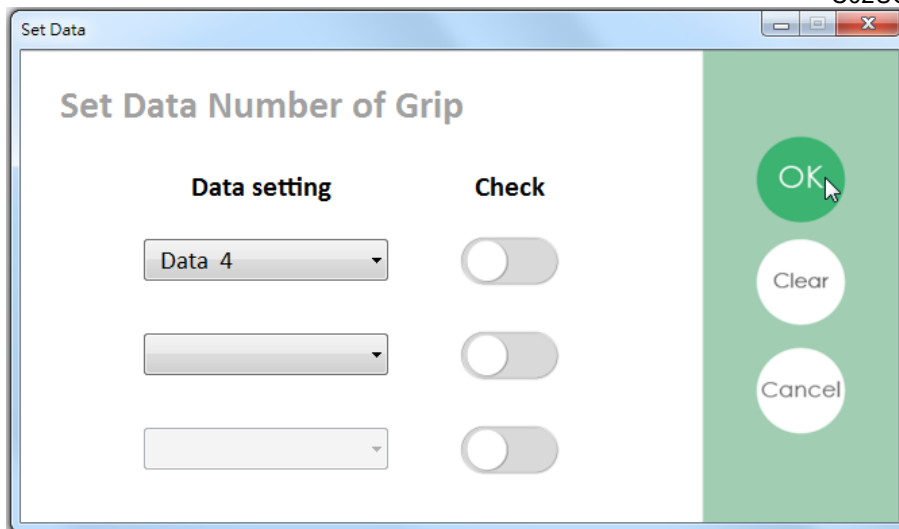 Set Data
Set Data Number of Grip
Data setting Check
Data 4
OK
Clear
Cancel